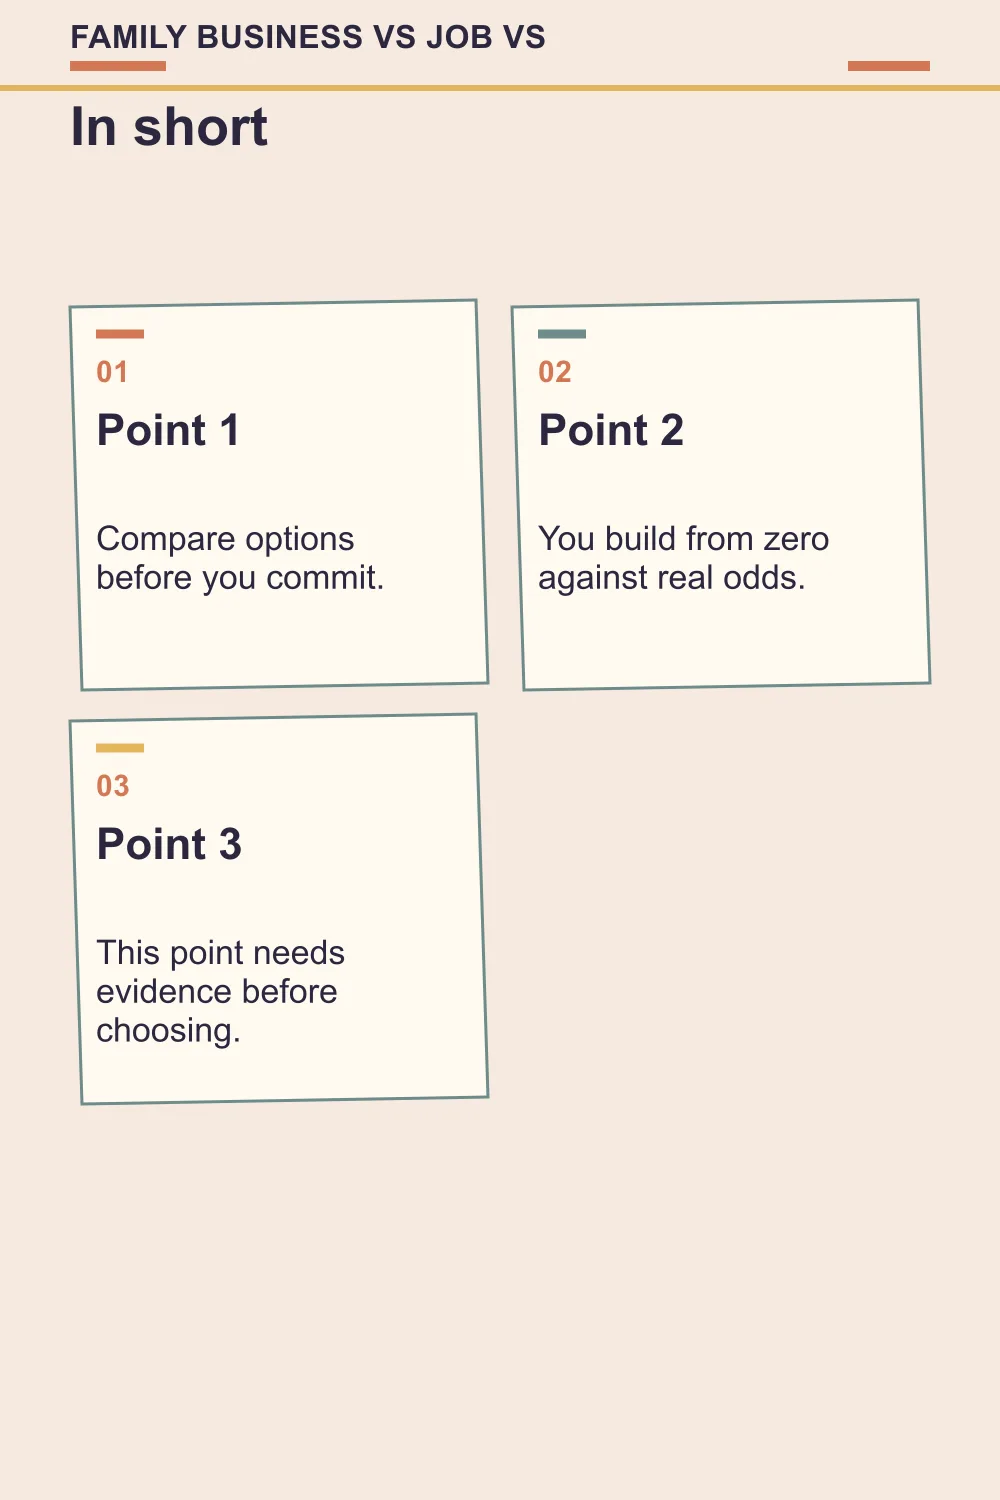 FAMILY BUSINESS VS JOB VS
In short
01
Point 1
Compare options
before you commit.
02
Point 2
You build from zero
against real odds.
03
Point 3
This point needs
evidence before
choosing.